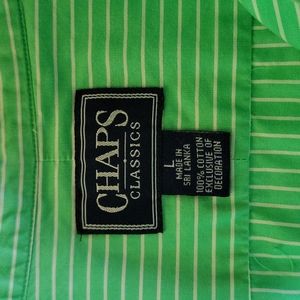 CHAPS
CLASSICS
L
MADE IN
SRI LANKA
100% COTTON
EXCLUSIVE OF
DECORATION